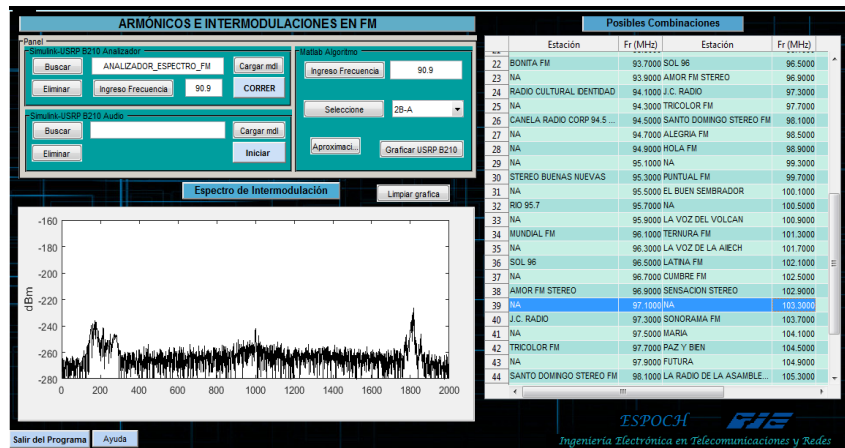 ARMÓNICOS E INTERMODULACIONES EN FM
Panel
Simulink-USRP B210 Analizador
Buscar ANALIZADOR_ESPECTRO_FM Cargar mdl
Eliminar Ingreso Frecuencia 90.9 CORRER
Simulink-USRP B210 Audio
Buscar Cargar mdl
Eliminar Iniciar
Matlab Algoritmo
Ingreso Frecuencia 90.9
Seleccione 2B-A
Aproximaci... Graficar USRP B210
Espectro de Intermodulación Limpiar grafica
dBm
-160
-180
-200
-220
-240
-260
-280
0 200 400 600 800 1000 1200 1400 1600 1800 2000
Posibles Combinaciones
Estación Fr (MHz) Estación Fr (MHz)
22 BONITA FM 93.7000 SOL 96 96.5000
23 NA 93.9000 AMOR FM STEREO 96.9000
24 RADIO CULTURAL IDENTIDAD 94.1000 J.C. RADIO 97.3000
25 NA 94.3000 TRICOLOR FM 97.7000
26 CANELA RADIO CORP 94.5 ... 94.5000 SANTO DOMINGO STEREO FM 98.1000
27 NA 94.7000 ALEGRIA FM 98.5000
28 NA 94.9000 HOLA FM 98.9000
29 NA 95.1000 NA 99.3000
30 STEREO BUENAS NUEVAS 95.3000 PUNTUAL FM 99.7000
31 NA 95.5000 EL BUEN SEMBRADOR 100.1000
32 RIO 95.7 95.7000 NA 100.5000
33 NA 95.9000 LA VOZ DEL VOLCAN 100.9000
34 MUNDIAL FM 96.1000 TERNURA FM 101.3000
35 NA 96.3000 LA VOZ DE LA AIIECH 101.7000
36 SOL 96 96.5000 LATINA FM 102.1000
37 NA 96.7000 CUMBRE FM 102.5000
38 AMOR FM STEREO 96.9000 SENSACION STEREO 102.9000
39 NA 97.1000 NA 103.3000
40 J.C. RADIO 97.3000 SONORAMA FM 103.7000
41 NA 97.5000 MARIA 104.1000
42 TRICOLOR FM 97.7000 PAZ Y BIEN 104.5000
43 NA 97.9000 FUTURA 104.9000
44 SANTO DOMINGO STEREO FM 98.1000 LA RADIO DE LA ASAMBLE... 105.3000
ESPOCH FIE
Ingeniería Electrónica en Telecomunicaciones y Redes
Salir del Programa Ayuda